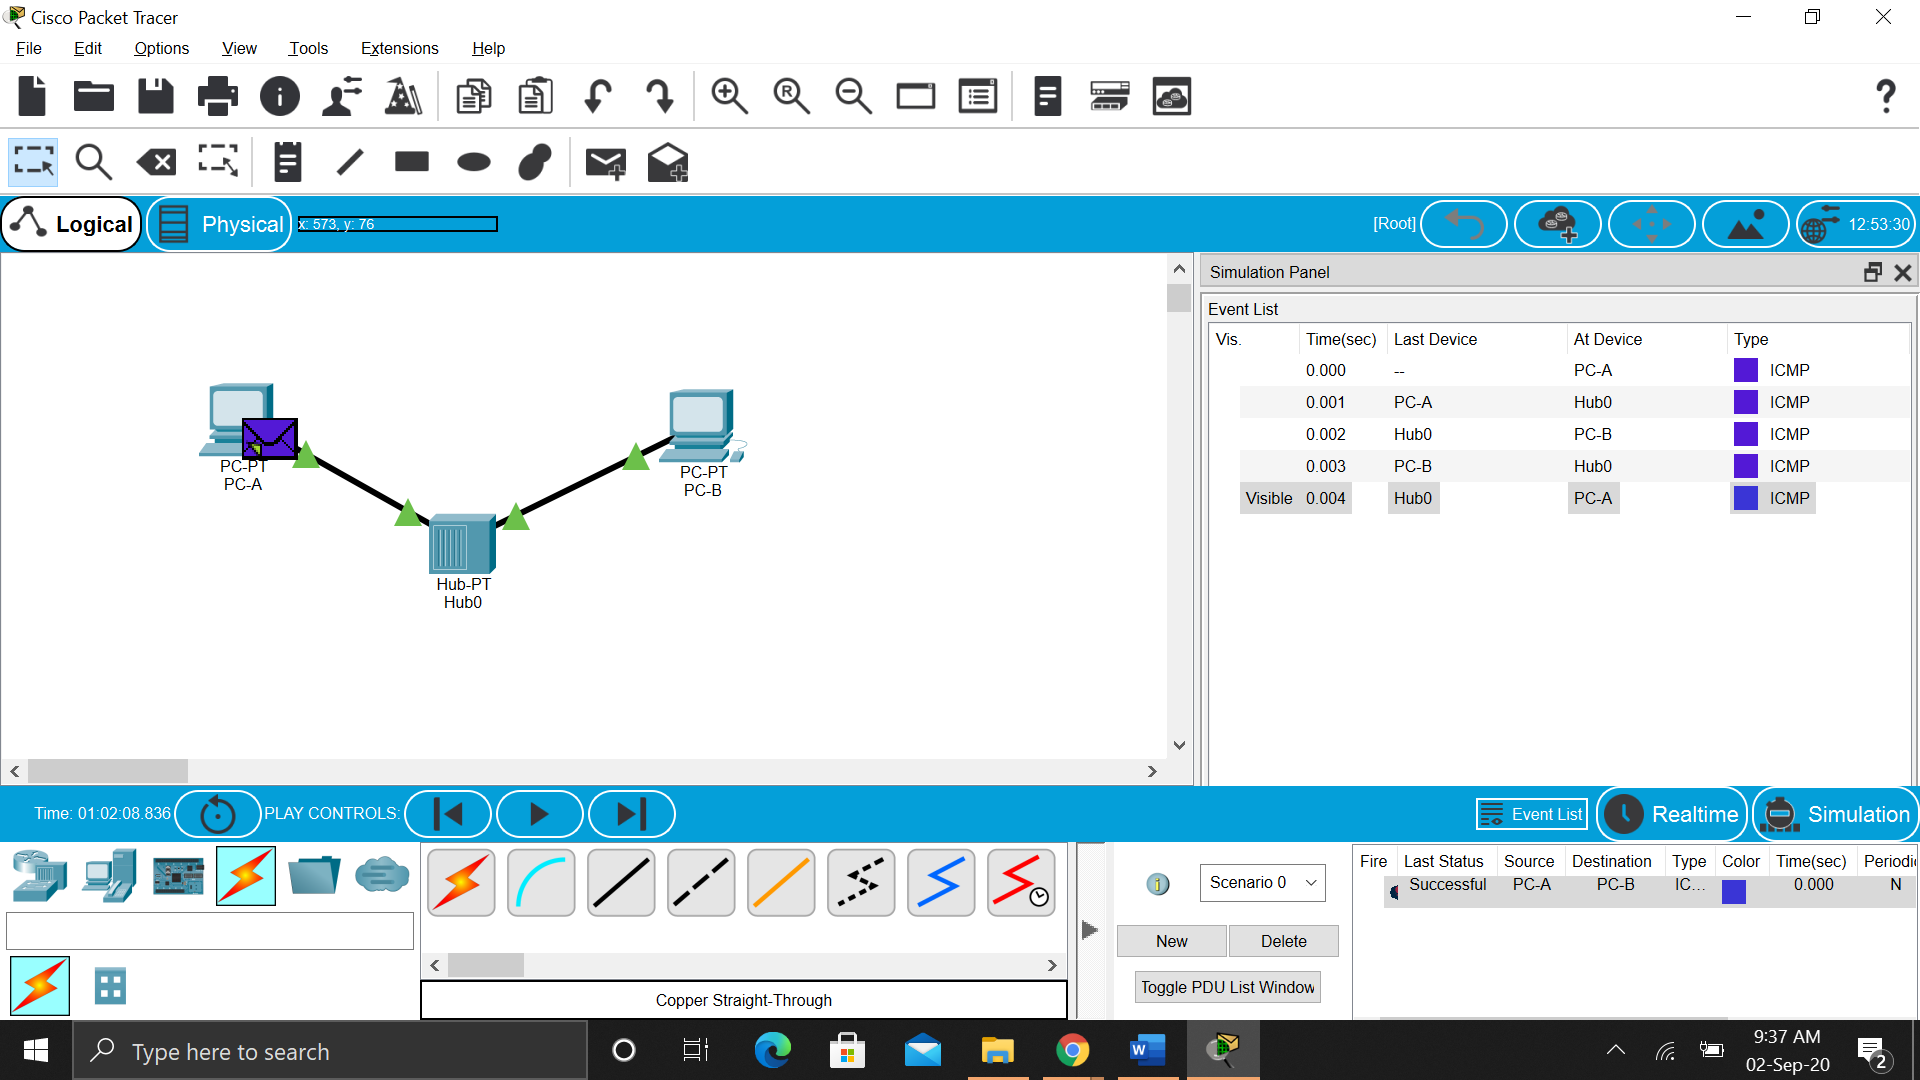 Cisco Packet Tracer
File Edit Options View Tools Extensions Help
Logical Physical x: 573, y: 76 [Root] 12:53:30
Simulation Panel
Event List
Vis. Time(sec) Last Device At Device Type
0.000 -- PC-A ICMP
0.001 PC-A Hub0 ICMP
0.002 Hub0 PC-B ICMP
0.003 PC-B Hub0 ICMP
Visible 0.004 Hub0 PC-A ICMP
PC-PT
PC-A
PC-PT
PC-B
Hub-PT
Hub0
Time: 01:02:08.836 PLAY CONTROLS: Event List Realtime Simulation
Scenario 0
New Delete
Toggle PDU List Window
Fire Last Status Source Destination Type Color Time(sec) Periodi
Successful PC-A PC-B IC... 0.000 N
Copper Straight-Through
Type here to search
9:37 AM
02-Sep-20
2